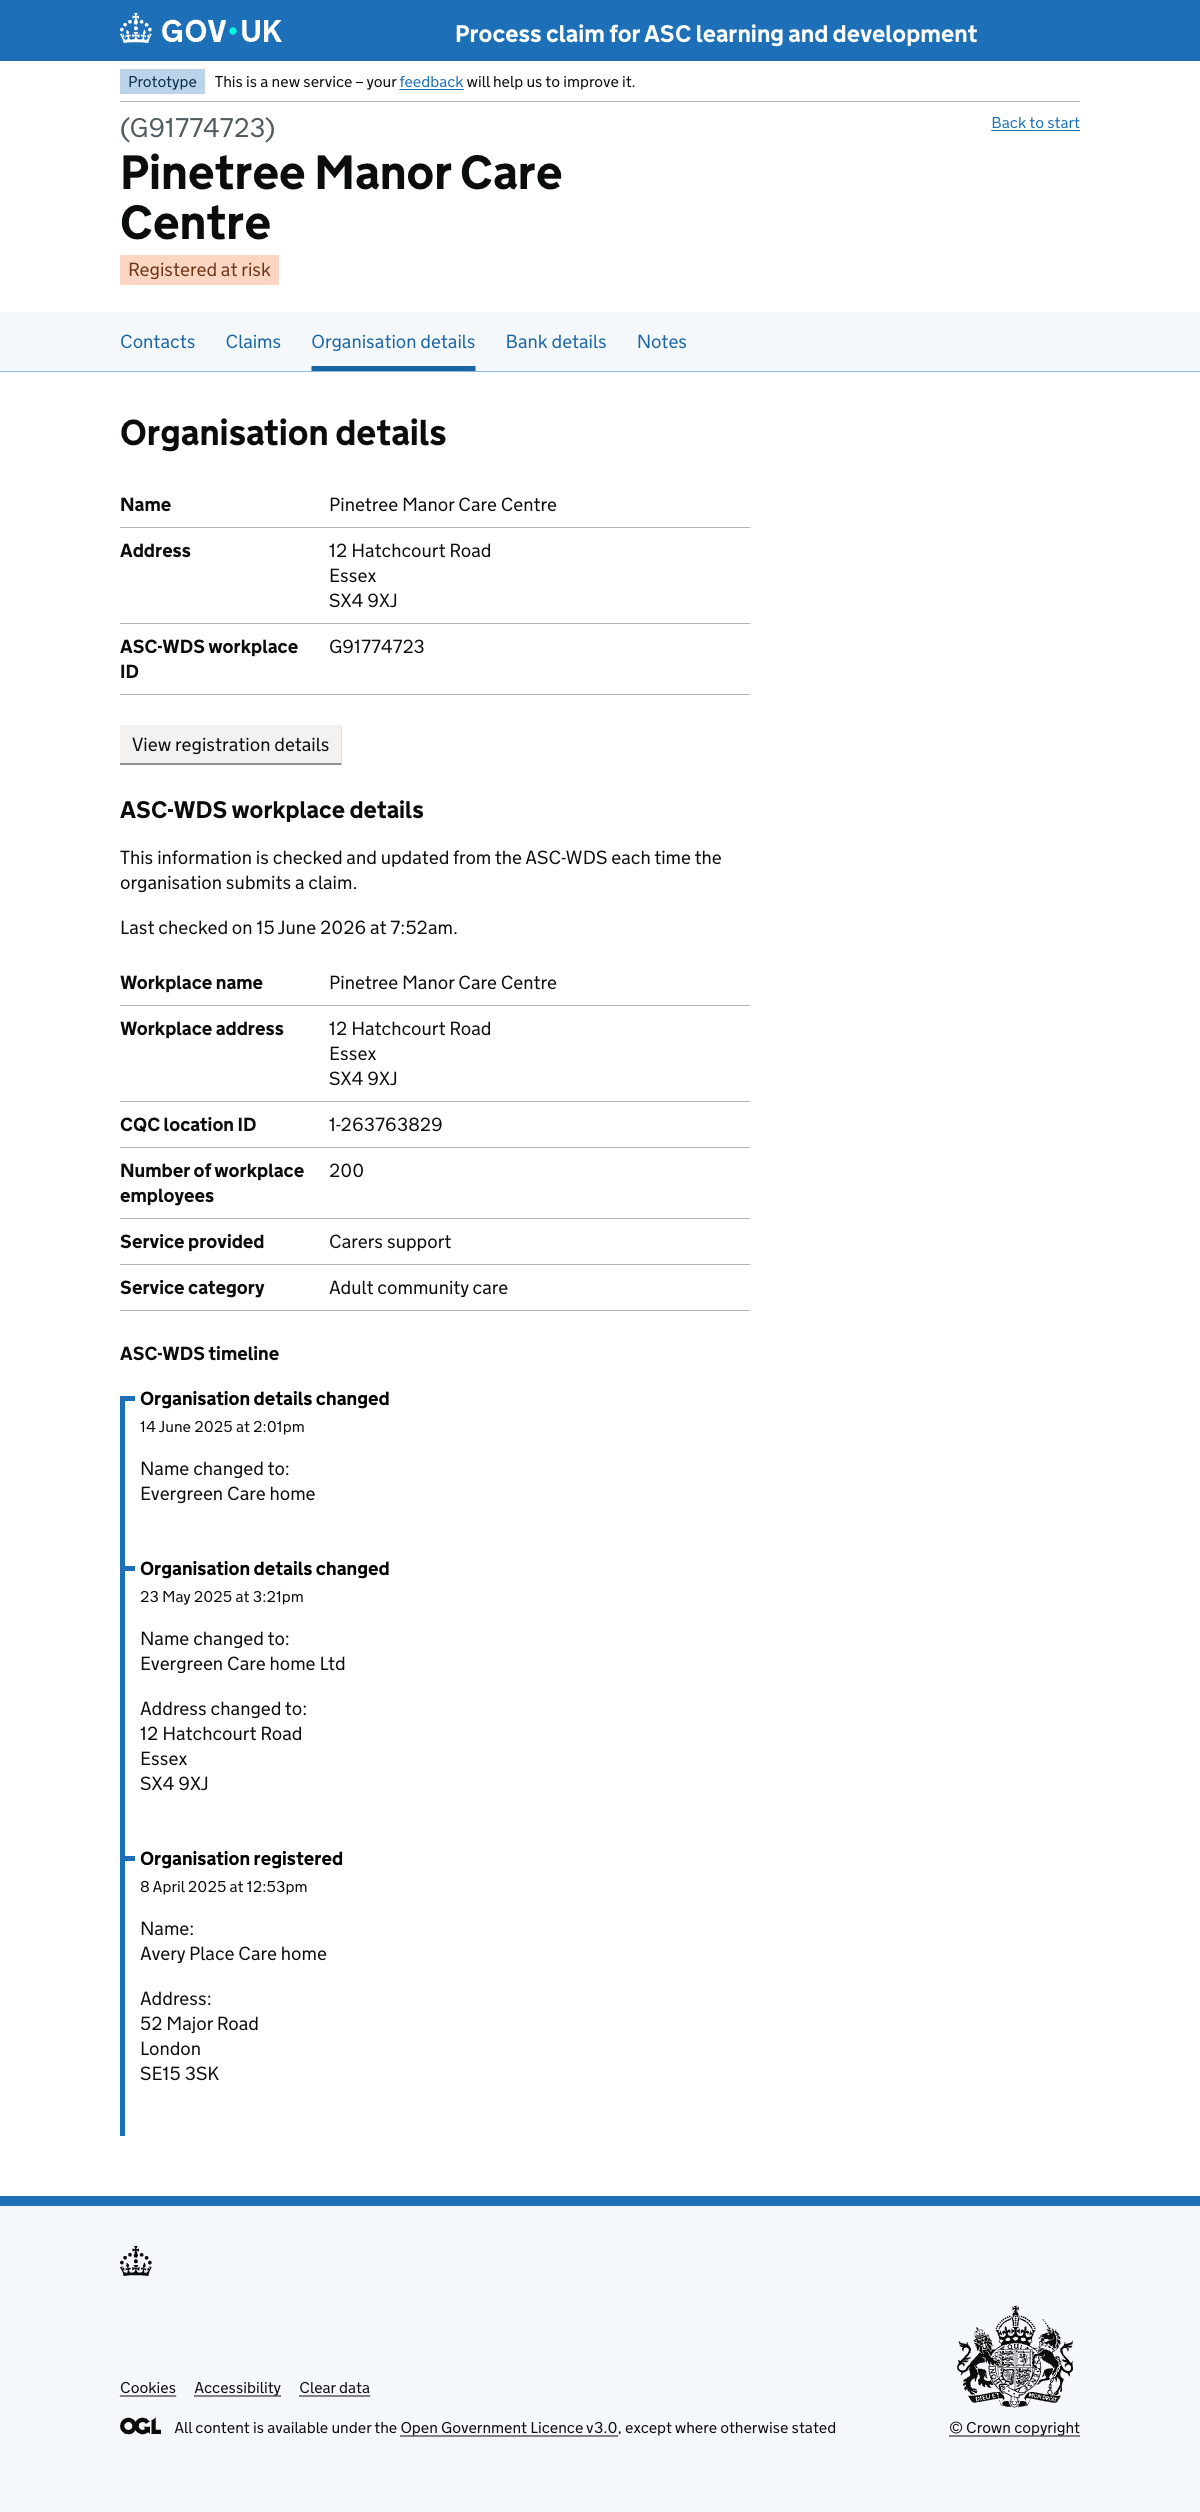 GOV·UK
Process claim for ASC learning and development
Prototype This is a new service – your feedback will help us to improve it.
(G91774723)
Back to start
Pinetree Manor Care
Centre
Registered at risk
Contacts Claims Organisation details Bank details Notes
Organisation details
Name Pinetree Manor Care Centre
Address 12 Hatchcourt Road
Essex
SX4 9XJ
ASC-WDS workplace G91774723
ID
View registration details
ASC-WDS workplace details
This information is checked and updated from the ASC-WDS each time the
organisation submits a claim.
Last checked on 15 June 2026 at 7:52am.
Workplace name Pinetree Manor Care Centre
Workplace address 12 Hatchcourt Road
Essex
SX4 9XJ
CQC location ID 1-263763829
Number of workplace 200
employees
Service provided Carers support
Service category Adult community care
ASC-WDS timeline
Organisation details changed
14 June 2025 at 2:01pm
Name changed to:
Evergreen Care home
Organisation details changed
23 May 2025 at 3:21pm
Name changed to:
Evergreen Care home Ltd
Address changed to:
12 Hatchcourt Road
Essex
SX4 9XJ
Organisation registered
8 April 2025 at 12:53pm
Name:
Avery Place Care home
Address:
52 Major Road
London
SE15 3SK
Cookies Accessibility Clear data
OGL All content is available under the Open Government Licence v3.0, except where otherwise stated
© Crown copyright